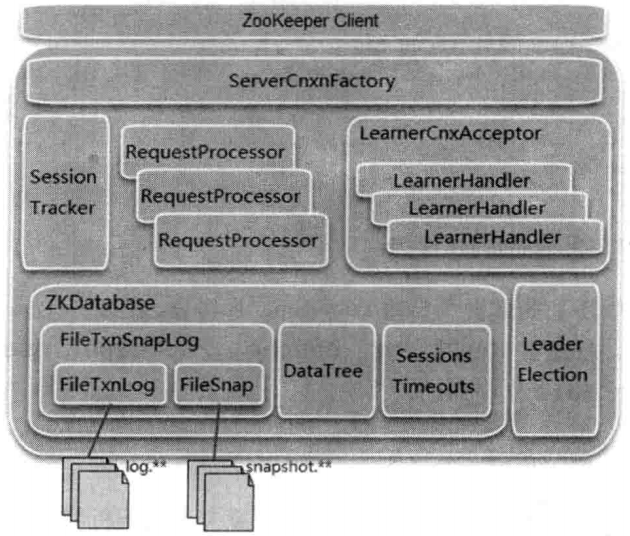 ZooKeeper Client
ServerCnxnFactory
Session
Tracker
RequestProcessor
RequestProcessor
RequestProcessor
LearnerCnxAcceptor
LearnerHandler
LearnerHandler
LearnerHandler
ZKDatabase
FileTxnSnapLog
FileTxnLog
FileSnap
DataTree
Sessions
Timeouts
Leader
Election
log.**
snapshot.**